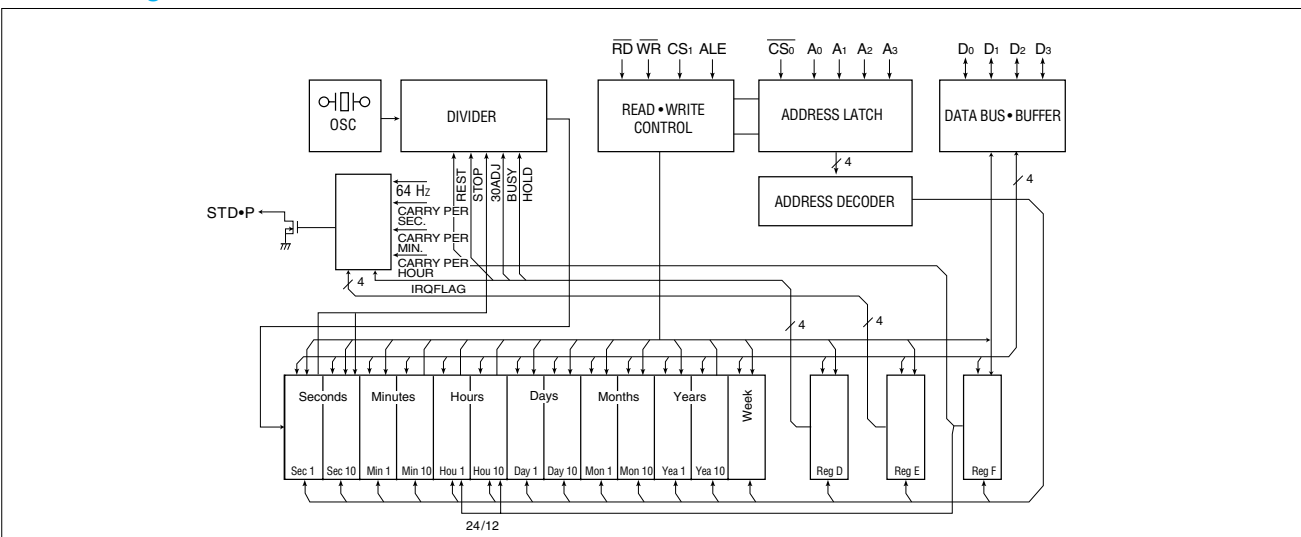 RD WR CS1 ALE CS0 A0 A1 A2 A3 D0 D1 D2 D3
OSC
DIVIDER
READ•WRITE
CONTROL
ADDRESS LATCH
DATA BUS•BUFFER
4
4
ADDRESS DECODER
REST
STOP
30ADJ
BUSY
HOLD
64 Hz
CARRY PER
SEC.
CARRY PER
MIN.
CARRY PER
HOUR
STD•P
4
IRQFLAG
4
4
Seconds Minutes Hours Days Months Years Week
Sec 1 Sec 10 Min 1 Min 10 Hou 1 Hou 10 Day 1 Day 10 Mon 1 Mon 10 Yea 1 Yea 10 Reg D Reg E Reg F
24/12